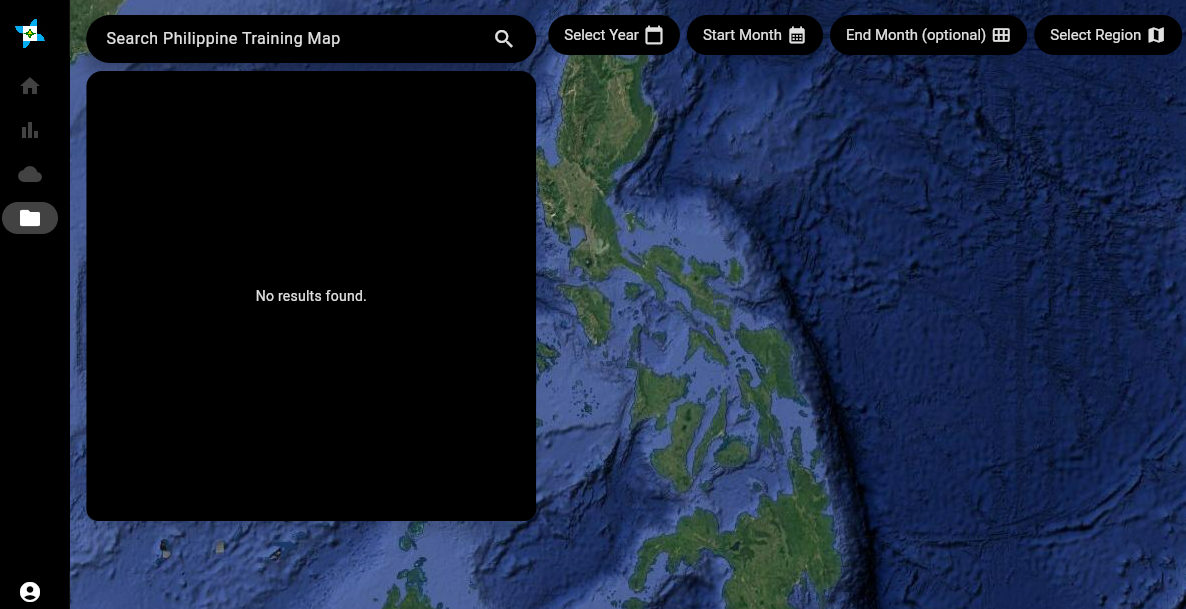 Search Philippine Training Map
Select Year
Start Month
End Month (optional)
Select Region
No results found.